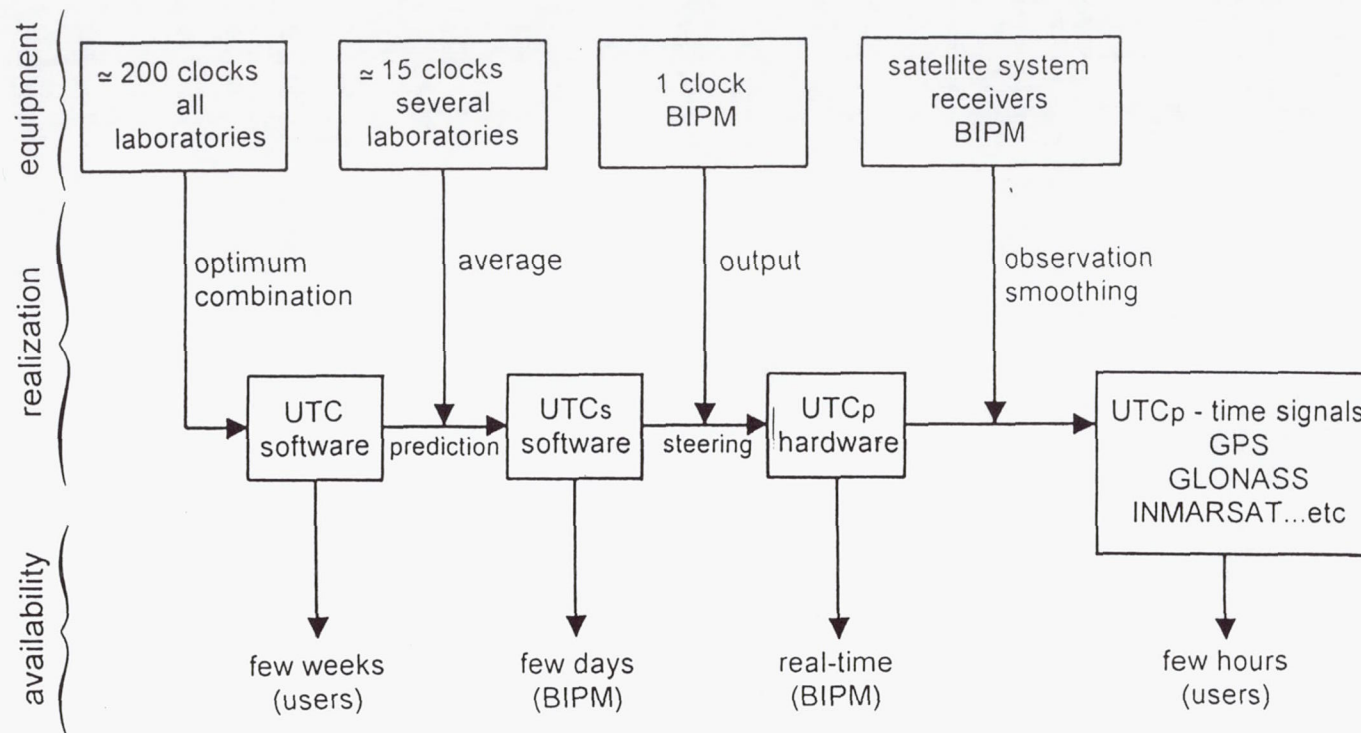 equipment
≃ 200 clocks
all
laboratories
≃ 15 clocks
several
laboratories
1 clock
BIPM
satellite system
receivers
BIPM
realization
optimum
combination
average
output
observation
smoothing
UTC
software
prediction
UTCs
software
steering
UTCp
hardware
UTCp - time signals
GPS
GLONASS
INMARSAT...etc
availability
few weeks
(users)
few days
(BIPM)
real-time
(BIPM)
few hours
(users)